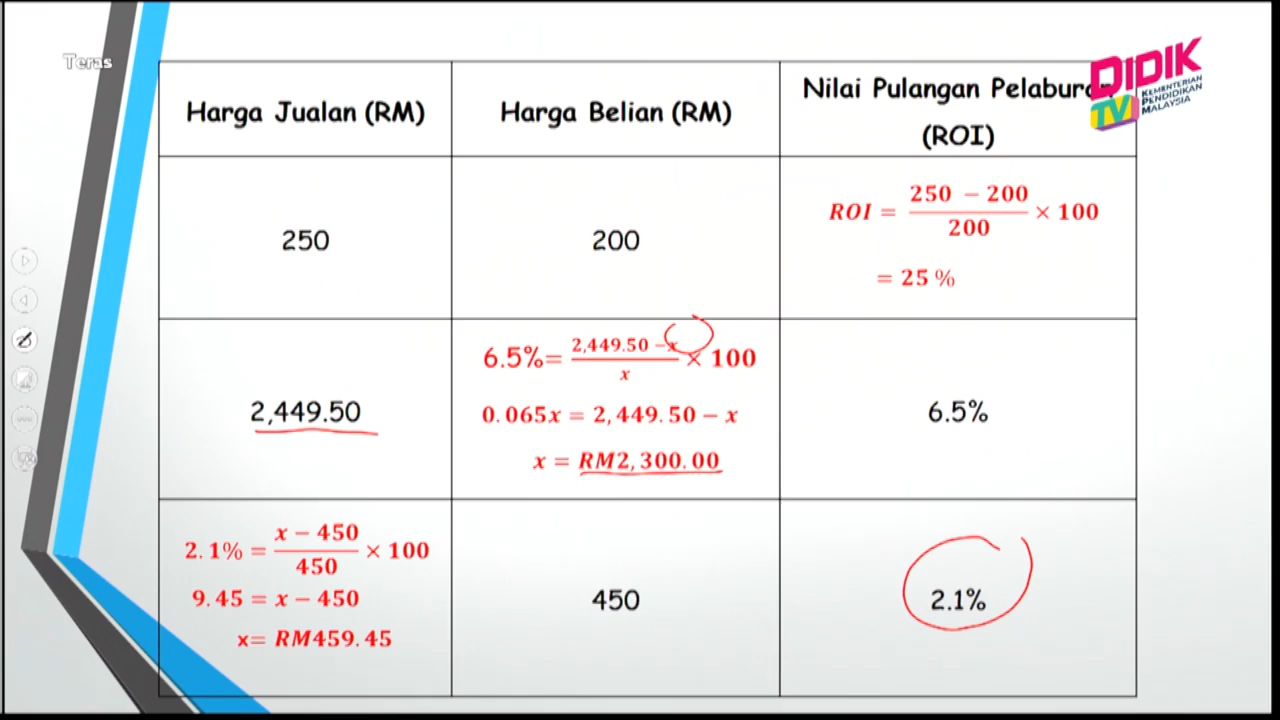 Teras
DIDIK
TV
KEMENTERIAN
PENDIDIKAN
MALAYSIA
Harga Jualan (RM)
Harga Belian (RM)
Nilai Pulangan Pelaburan
(ROI)
250
200
ROI = 250 − 200 / 200 × 100
= 25 %
2,449.50
6.5%= 2,449.50 −x / x × 100
0.065x = 2,449.50 − x
x = RM2,300.00
6.5%
2.1% = x − 450 / 450 × 100
9.45 = x − 450
x= RM459.45
450
2.1%